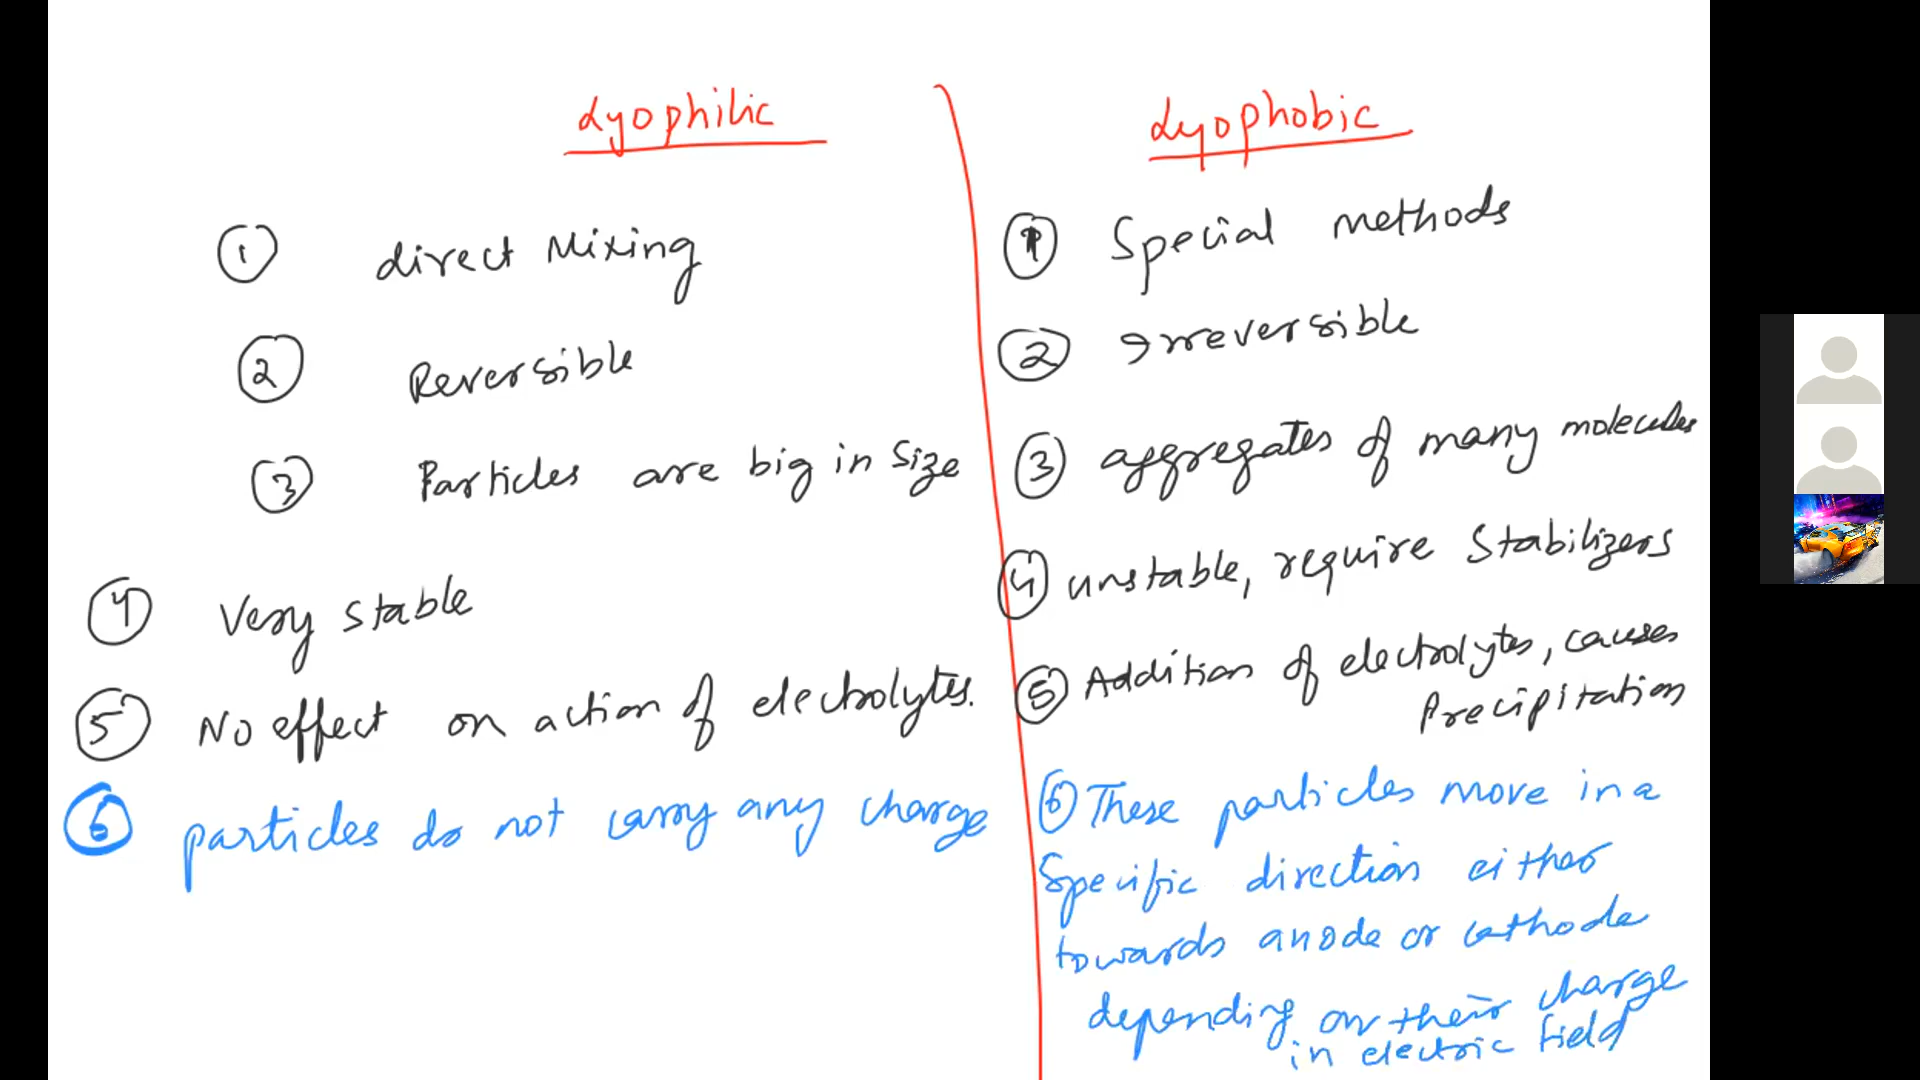 Lyophilic
① direct Mixing
② Reversible
③ Particles are big in Size
④ Very stable
⑤ No effect on action of electrolytes.
⑥ particles do not carry any charge
Lyophobic
① Special methods
② Irreversible
③ aggregates of many molecules
④ unstable, require Stabilizers
⑤ Addition of electrolytes, causes
Precipitation
⑥ These particles move in a
Specific direction either
towards anode or cathode
depending on their charge
in electric field